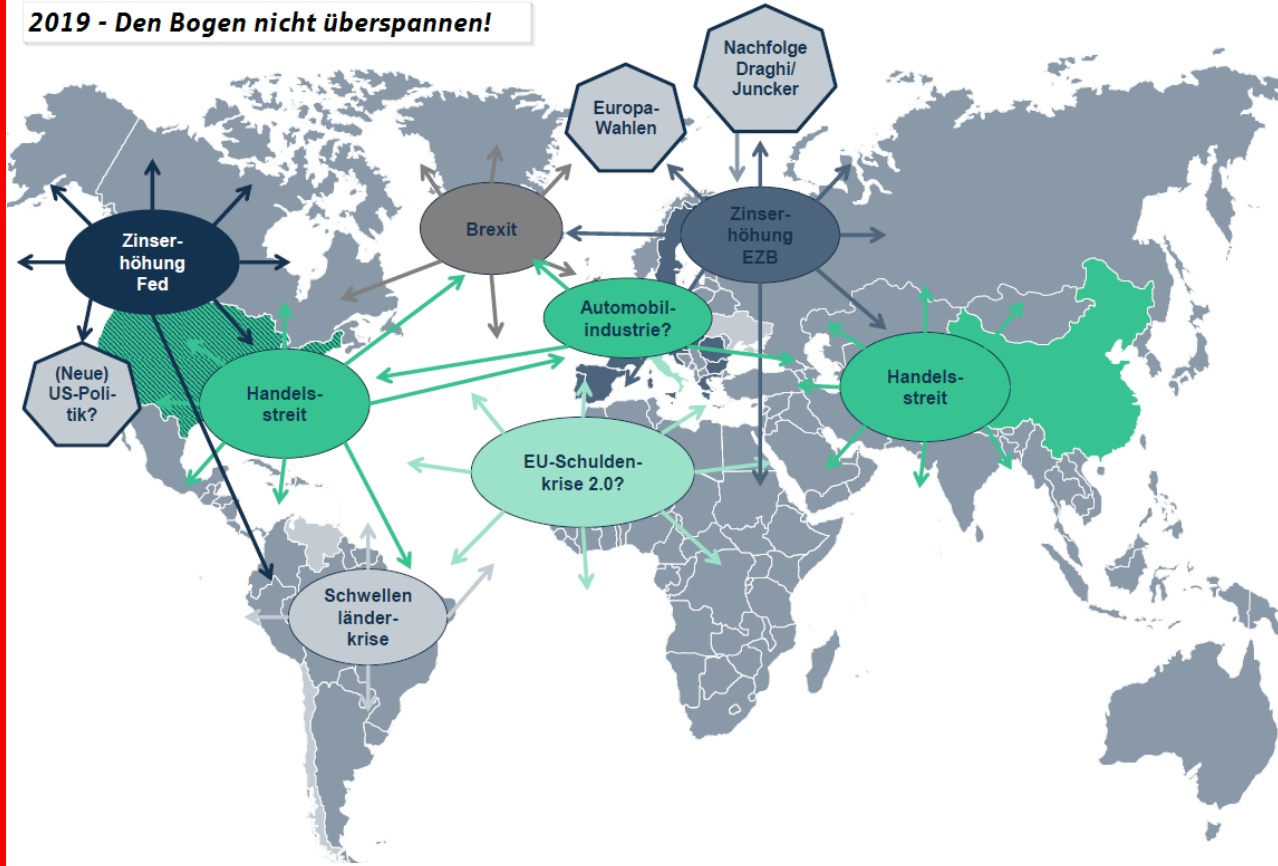 2019 - Den Bogen nicht überspannen!
Nachfolge
Draghi/
Juncker
Europa-
Wahlen
Zinser-
höhung
Fed
Brexit
Zinser-
höhung
EZB
Automobil-
industrie?
(Neue)
US-Poli-
tik?
Handels-
streit
Handels-
streit
EU-Schulden-
krise 2.0?
Schwellen
länder-
krise